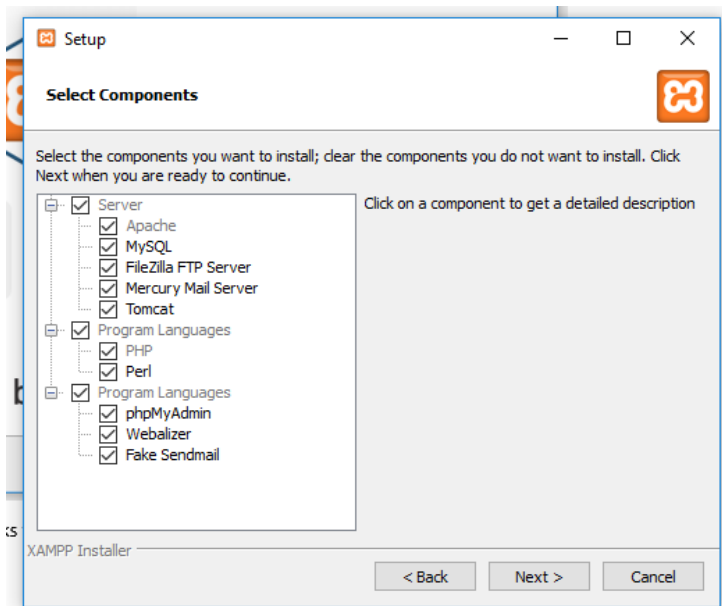 Setup
Select Components
Select the components you want to install; clear the components you do not want to install. Click
Next when you are ready to continue.
Server
Apache
MySQL
FileZilla FTP Server
Mercury Mail Server
Tomcat
Program Languages
PHP
Perl
Program Languages
phpMyAdmin
Webalizer
Fake Sendmail
Click on a component to get a detailed description
XAMPP Installer
< Back
Next >
Cancel